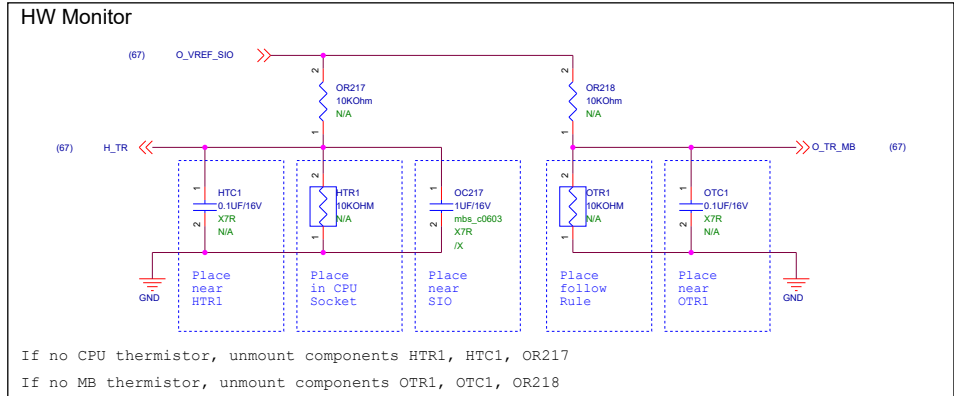 HW Monitor
(67) O_VREF_SIO
2
OR217
10KOhm
N/A
1
2
OR218
10KOhm
N/A
1
(67) H_TR
O_TR_MB (67)
1
HTC1
0.1UF/16V
X7R
N/A
2
2
HTR1
10KOHM
N/A
1
1
OC217
1UF/16V
mbs_c0603
X7R
/X
2
2
OTR1
10KOHM
N/A
1
1
OTC1
0.1UF/16V
X7R
N/A
2
GND
Place
near
HTR1
Place
in CPU
Socket
Place
near
SIO
Place
follow
Rule
Place
near
OTR1
GND
If no CPU thermistor, unmount components HTR1, HTC1, OR217
If no MB thermistor, unmount components OTR1, OTC1, OR218